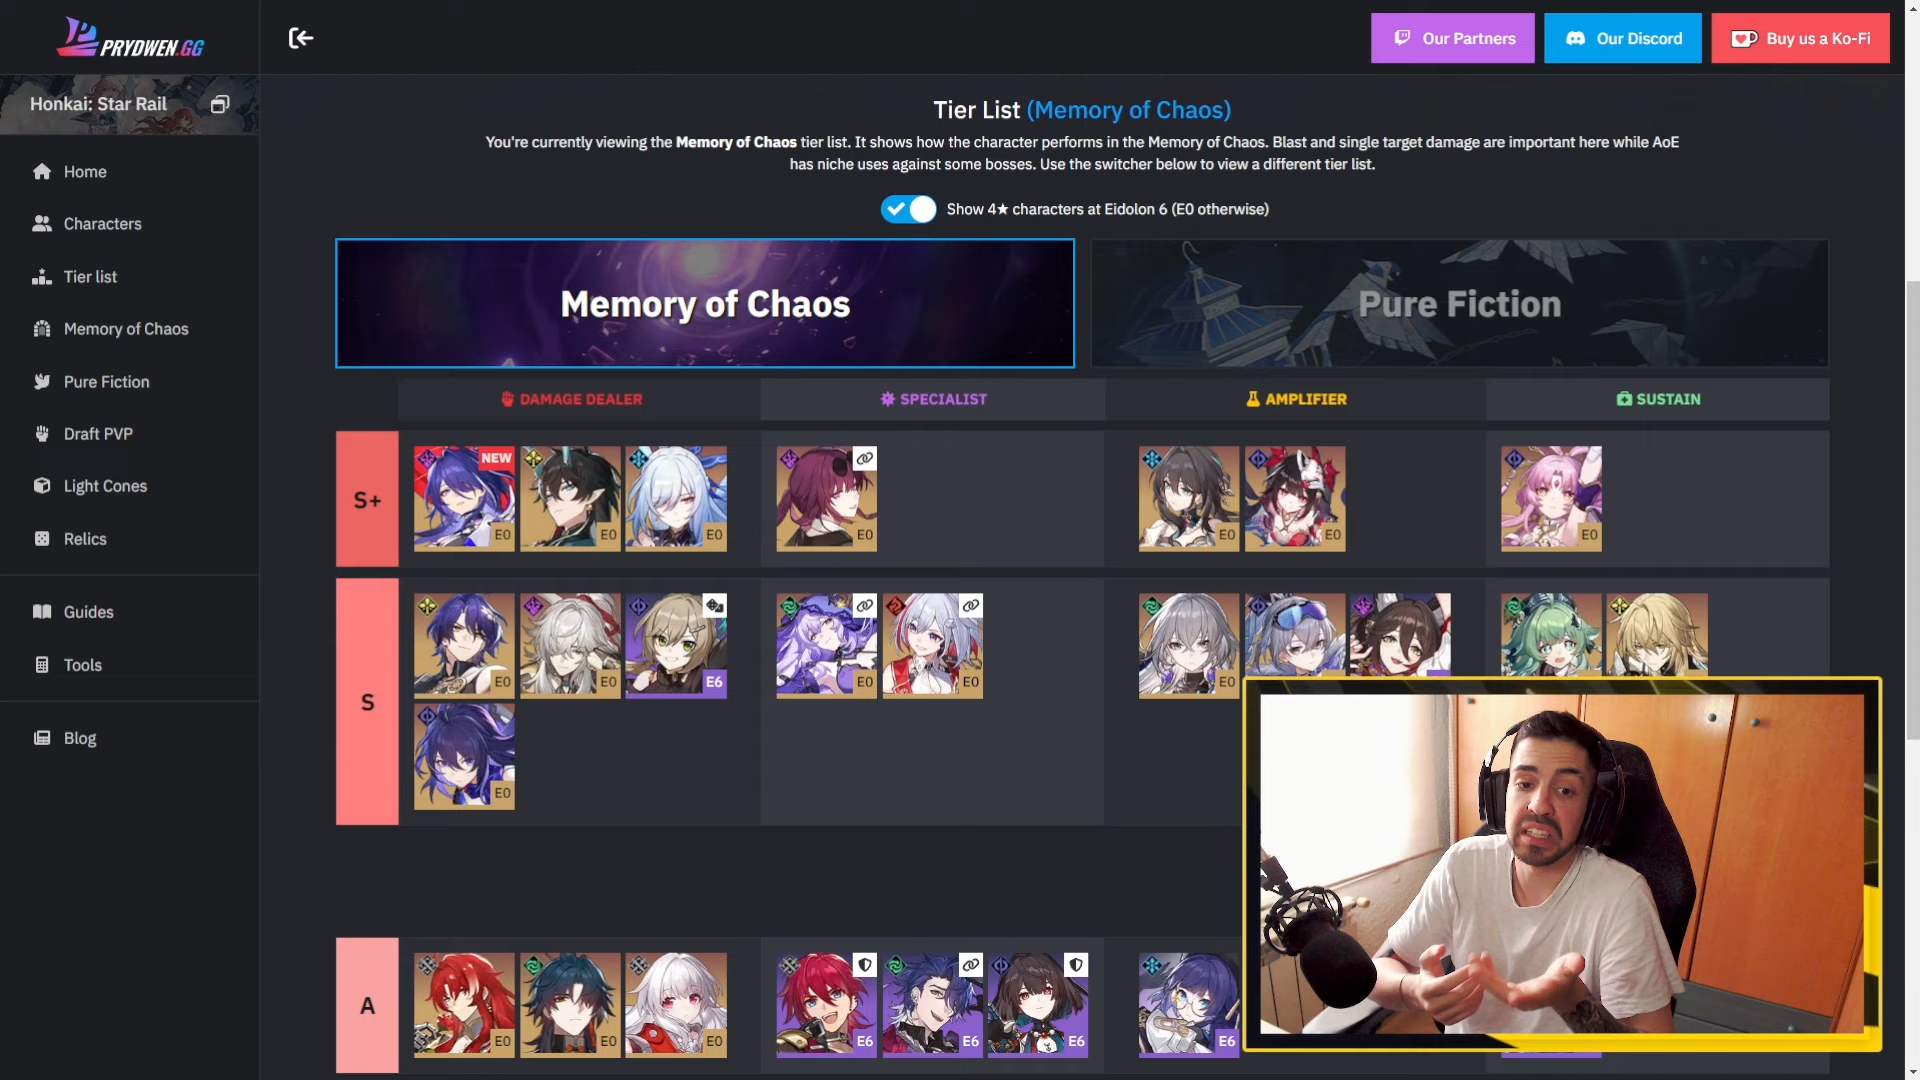 PRYDWEN.GG
Our Partners
Our Discord
Buy us a Ko-Fi
Honkai: Star Rail
Home
Characters
Tier list
Memory of Chaos
Pure Fiction
Draft PVP
Light Cones
Relics
Guides
Tools
Blog
Tier List (Memory of Chaos)
You're currently viewing the Memory of Chaos tier list. It shows how the character performs in the Memory of Chaos. Blast and single target damage are important here while AoE
has niche uses against some bosses. Use the switcher below to view a different tier list.
Show 4★ characters at Eidolon 6 (E0 otherwise)
Memory of Chaos
Pure Fiction
DAMAGE DEALER
SPECIALIST
AMPLIFIER
SUSTAIN
S+
NEW
E0 E0 E0 E0 E0 E0 E0
S
E0 E0 E6 E0 E0 E0
E0
A
E0 E0 E0 E6 E6 E6 E6